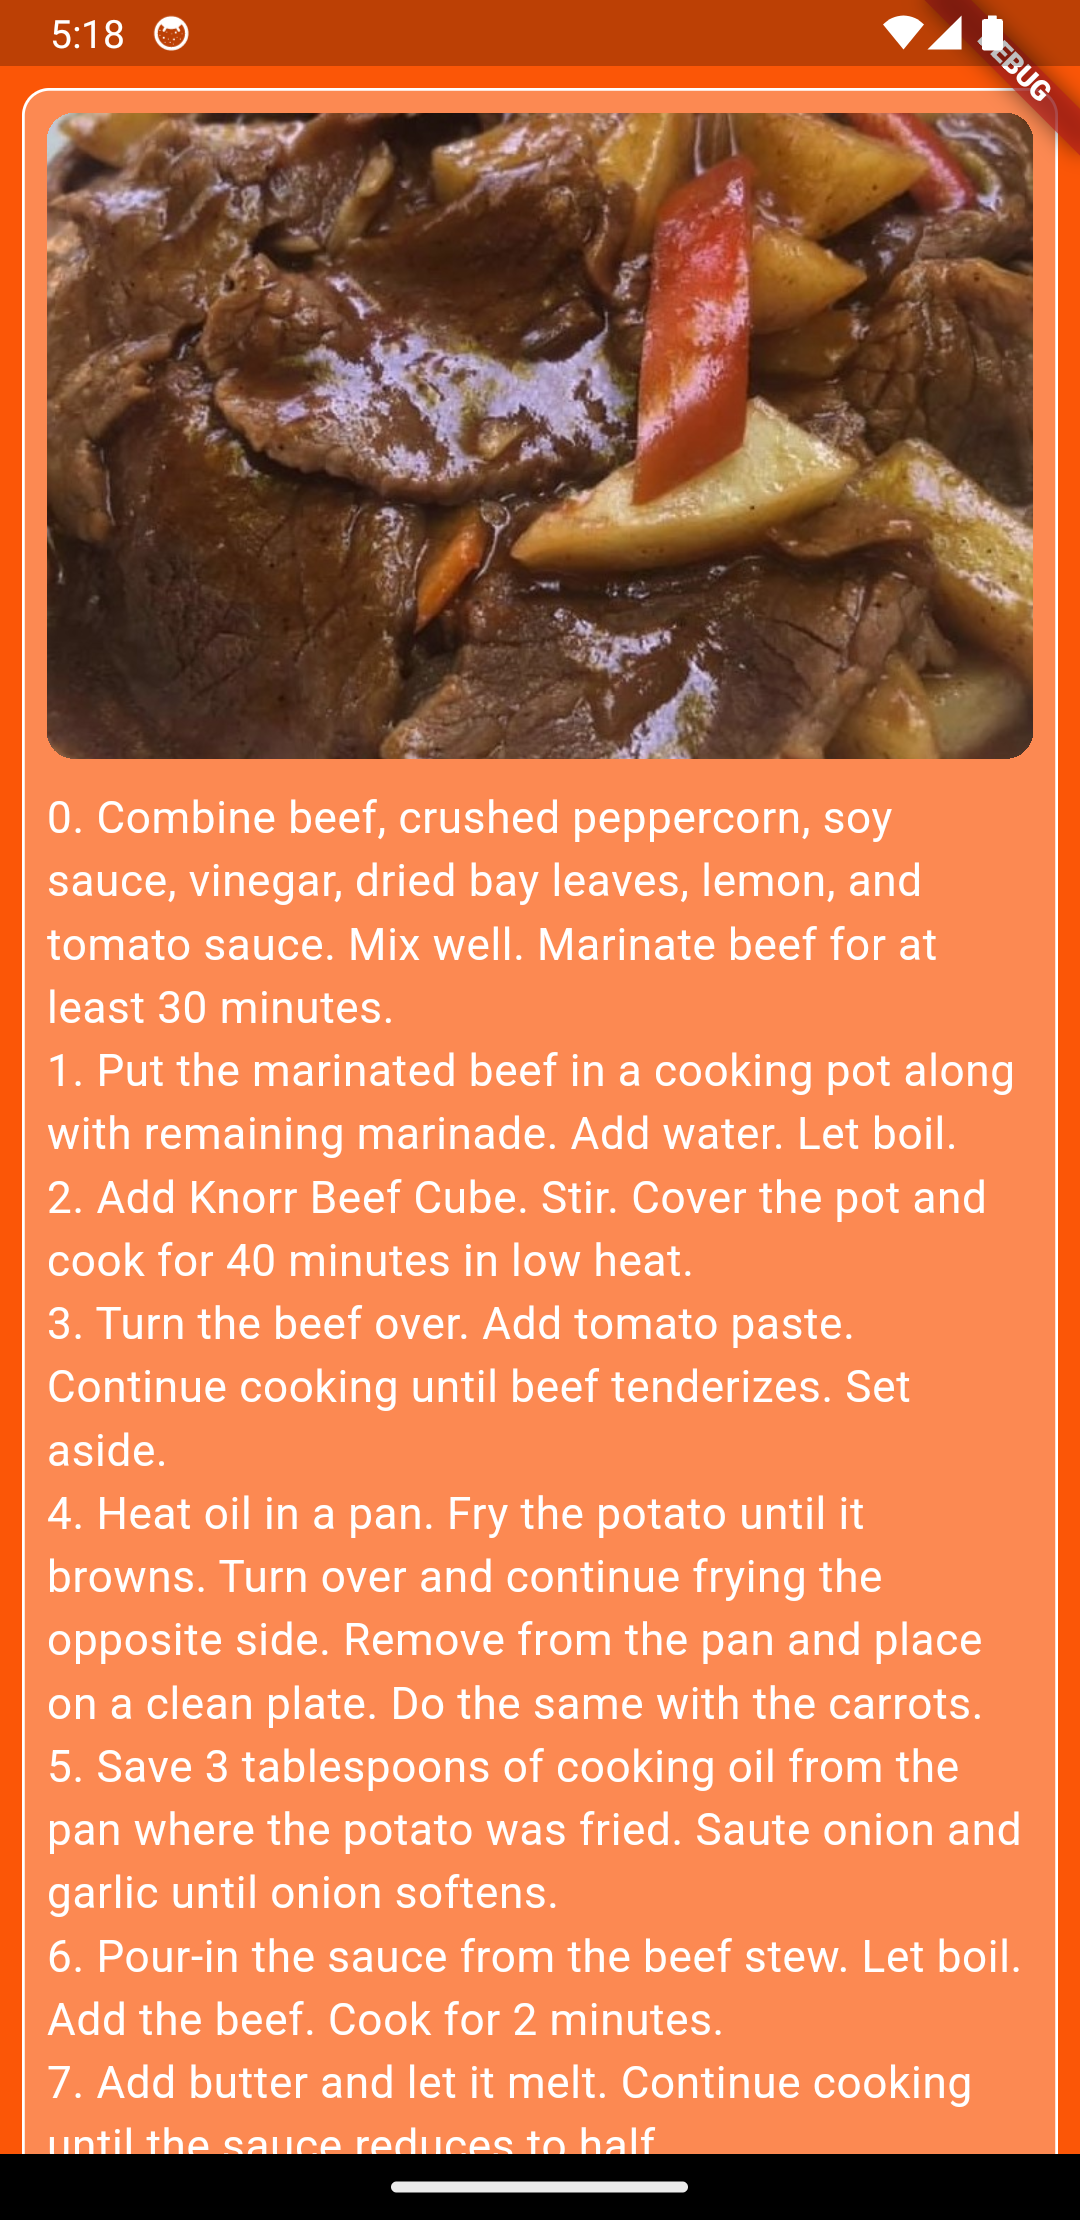 5:18
DEBUG
0. Combine beef, crushed peppercorn, soy
sauce, vinegar, dried bay leaves, lemon, and
tomato sauce. Mix well. Marinate beef for at
least 30 minutes.
1. Put the marinated beef in a cooking pot along
with remaining marinade. Add water. Let boil.
2. Add Knorr Beef Cube. Stir. Cover the pot and
cook for 40 minutes in low heat.
3. Turn the beef over. Add tomato paste.
Continue cooking until beef tenderizes. Set
aside.
4. Heat oil in a pan. Fry the potato until it
browns. Turn over and continue frying the
opposite side. Remove from the pan and place
on a clean plate. Do the same with the carrots.
5. Save 3 tablespoons of cooking oil from the
pan where the potato was fried. Saute onion and
garlic until onion softens.
6. Pour-in the sauce from the beef stew. Let boil.
Add the beef. Cook for 2 minutes.
7. Add butter and let it melt. Continue cooking
until the sauce reduces to half